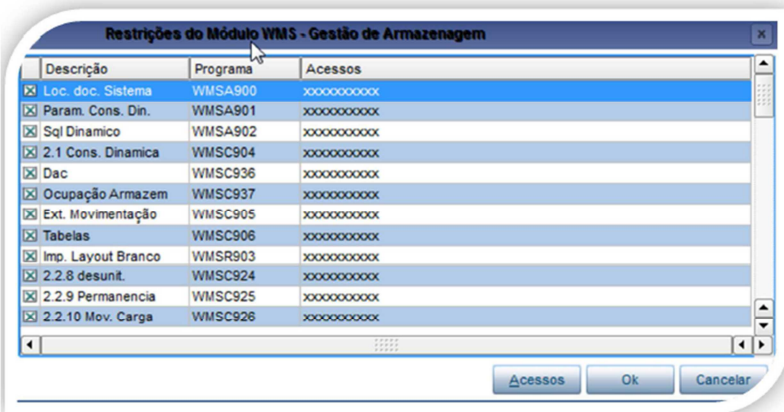 Restrições do Módulo WMS - Gestão de Armazenagem
Descrição Programa Acessos
Loc. doc. Sistema WMSA900 xxxxxxxxxx
Param. Cons. Din. WMSA901 xxxxxxxxxx
Sql Dinamico WMSA902 xxxxxxxxxx
2.1 Cons. Dinamica WMSC904 xxxxxxxxxx
Dac WMSC936 xxxxxxxxxx
Ocupação Armazem WMSC937 xxxxxxxxxx
Ext. Movimentação WMSC905 xxxxxxxxxx
Tabelas WMSC906 xxxxxxxxxx
Imp. Layout Branco WMSR903 xxxxxxxxxx
2.2.8 desunit. WMSC924 xxxxxxxxxx
2.2.9 Permanencia WMSC925 xxxxxxxxxx
2.2.10 Mov. Carga WMSC926 xxxxxxxxxx
Acessos Ok Cancelar